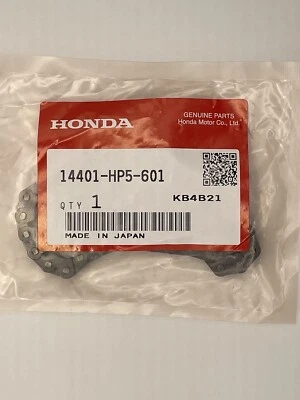 GENUINE PARTS
Honda Motor Co., Ltd.
HONDA
14401-HP5-601
QTY 1
KB4B21
MADE IN JAPAN